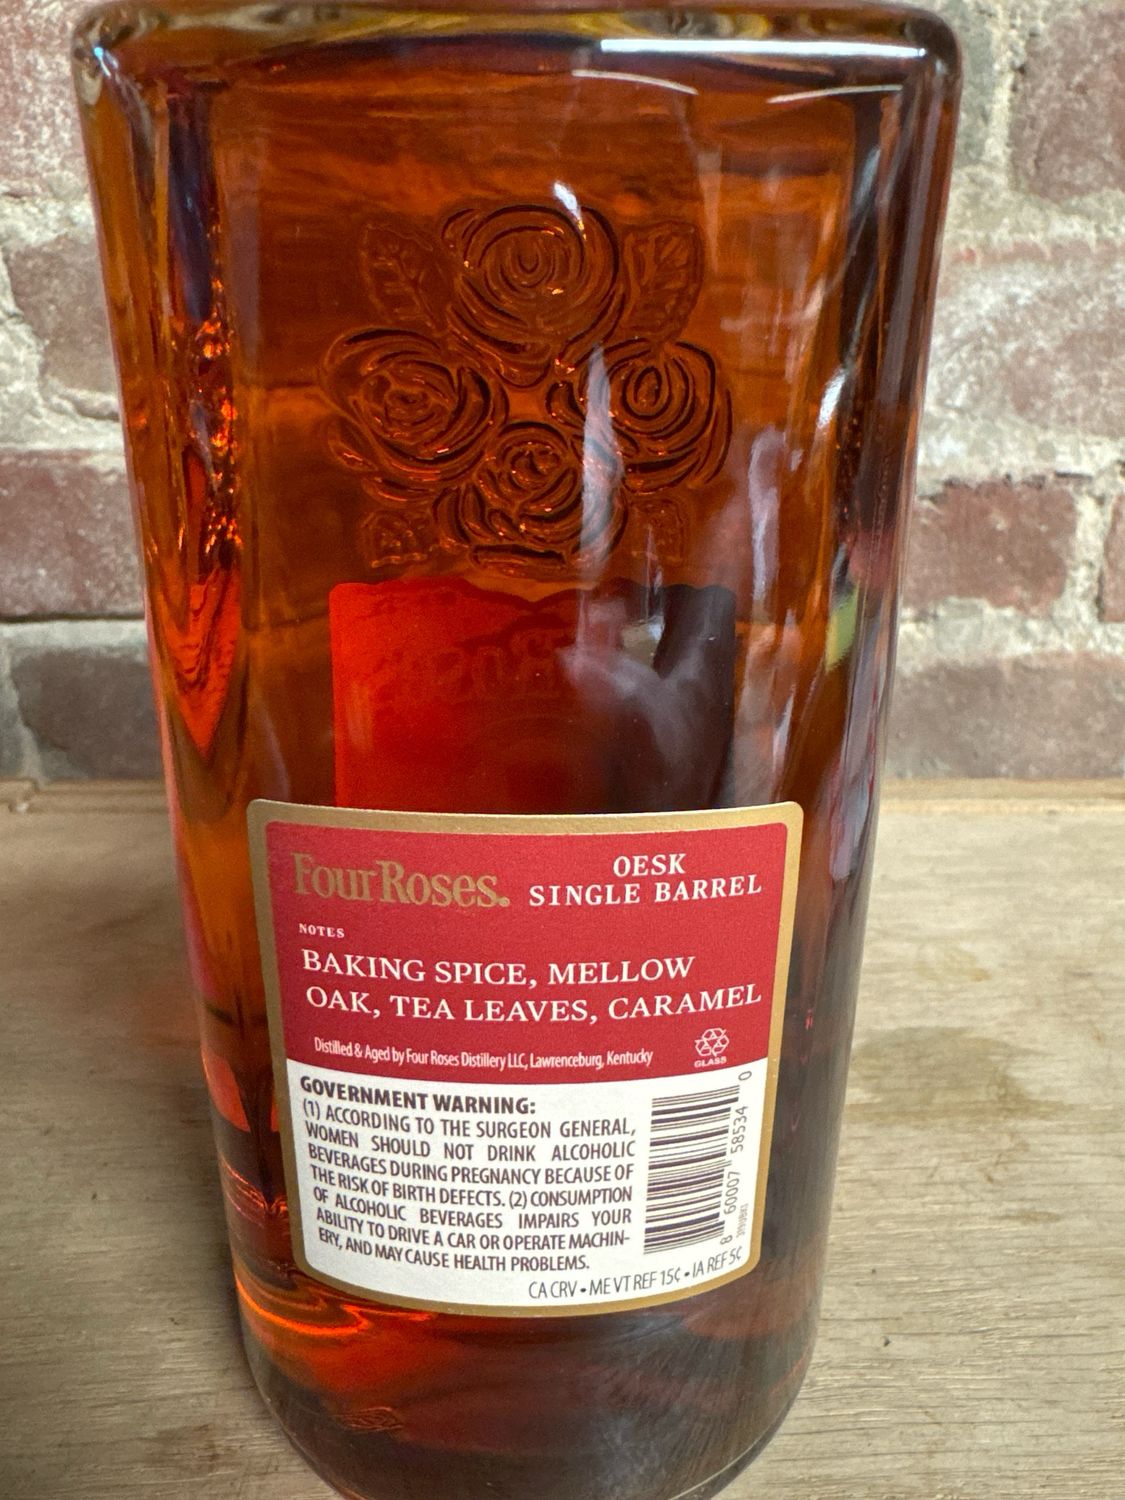 Four Roses.
OESK
SINGLE BARREL
NOTES
BAKING SPICE, MELLOW
OAK, TEA LEAVES, CARAMEL
Distilled & Aged by Four Roses Distillery LLC, Lawrenceburg, Kentucky
GLASS
GOVERNMENT WARNING:
(1) ACCORDING TO THE SURGEON GENERAL,
WOMEN SHOULD NOT DRINK ALCOHOLIC
BEVERAGES DURING PREGNANCY BECAUSE OF
THE RISK OF BIRTH DEFECTS. (2) CONSUMPTION
OF ALCOHOLIC BEVERAGES IMPAIRS YOUR
ABILITY TO DRIVE A CAR OR OPERATE MACHIN-
ERY, AND MAY CAUSE HEALTH PROBLEMS.
8 60007 58534 0
CA CRV • ME VT REF 15¢ • IA REF 5¢